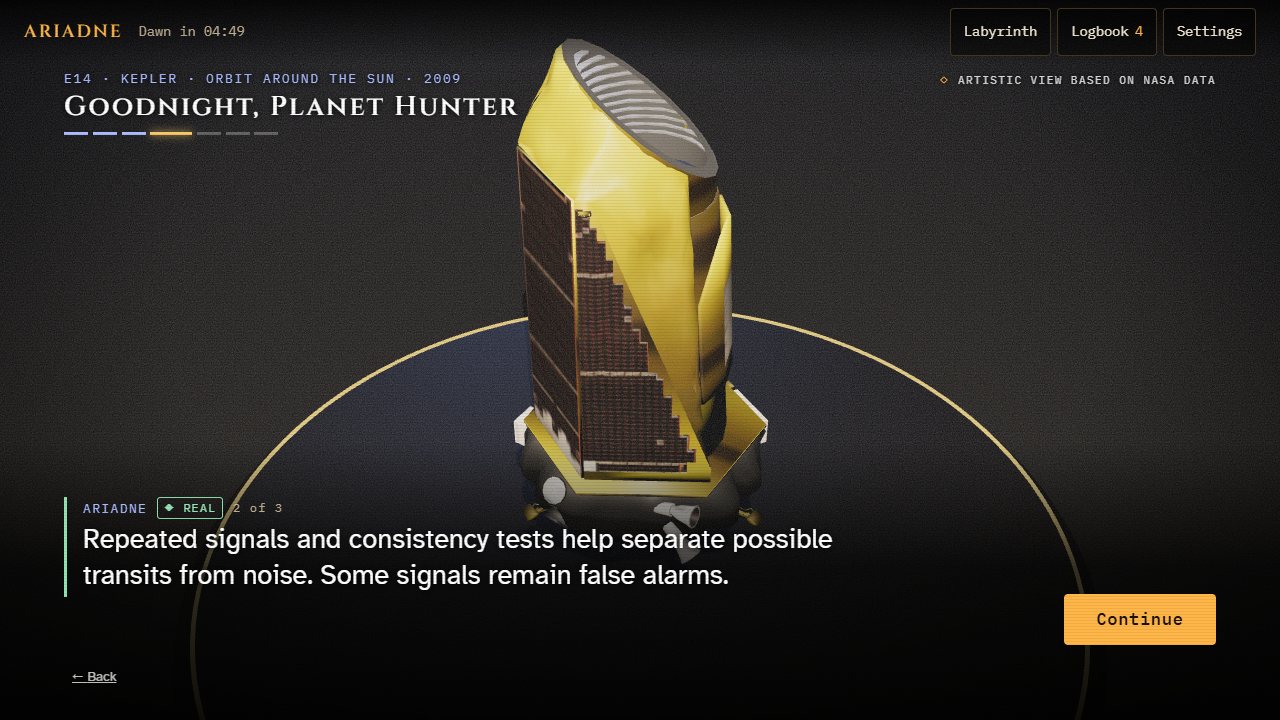 ARIADNE
Dawn in 04:49
Labyrinth
Logbook 4
Settings
E14 · KEPLER · ORBIT AROUND THE SUN · 2009
GOODNIGHT, PLANET HUNTER
◇ ARTISTIC VIEW BASED ON NASA DATA
ARIADNE ◆ REAL 2 of 3
Repeated signals and consistency tests help separate possible
transits from noise. Some signals remain false alarms.
Continue
← Back